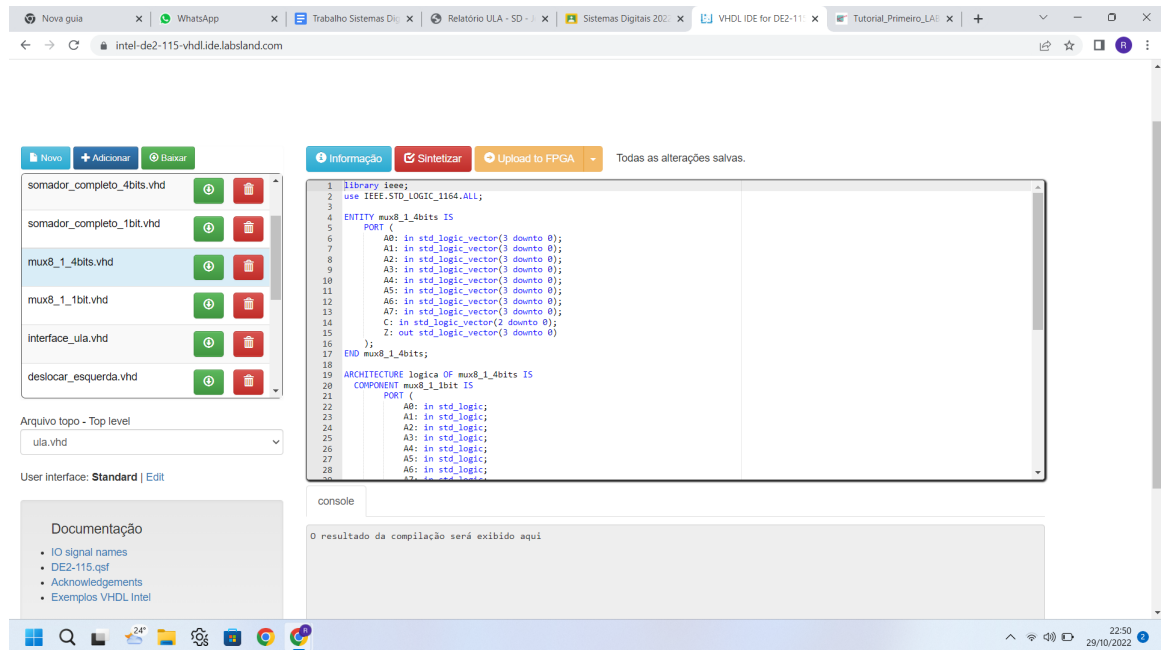 Nova guia
WhatsApp
Trabalho Sistemas Dig
Relatório ULA - SD - J
Sistemas Digitais 202
VHDL IDE for DE2-11
Tutorial_Primeiro_LAB
intel-de2-115-vhdl.ide.labsland.com
R
Novo
Adicionar
Baixar
Informação
Sintetizar
Upload to FPGA
Todas as alterações salvas.
somador_completo_4bits.vhd
somador_completo_1bit.vhd
mux8_1_4bits.vhd
mux8_1_1bit.vhd
interface_ula.vhd
deslocar_esquerda.vhd
Arquivo topo - Top level
ula.vhd
User interface: Standard | Edit
Documentação
• IO signal names
• DE2-115.qsf
• Acknowledgements
• Exemplos VHDL Intel
1 library ieee;
2 use IEEE.STD_LOGIC_1164.ALL;
3
4 ENTITY mux8_1_4bits IS
5 PORT (
6 A0: in std_logic_vector(3 downto 0);
7 A1: in std_logic_vector(3 downto 0);
8 A2: in std_logic_vector(3 downto 0);
9 A3: in std_logic_vector(3 downto 0);
10 A4: in std_logic_vector(3 downto 0);
11 A5: in std_logic_vector(3 downto 0);
12 A6: in std_logic_vector(3 downto 0);
13 A7: in std_logic_vector(3 downto 0);
14 C: in std_logic_vector(2 downto 0);
15 Z: out std_logic_vector(3 downto 0)
16 );
17 END mux8_1_4bits;
18
19 ARCHITECTURE logica OF mux8_1_4bits IS
20 COMPONENT mux8_1_1bit IS
21 PORT (
22 A0: in std_logic;
23 A1: in std_logic;
24 A2: in std_logic;
25 A3: in std_logic;
26 A4: in std_logic;
27 A5: in std_logic;
28 A6: in std_logic;
29 A7: in std_logic;
console
O resultado da compilação será exibido aqui
24°
R
22:50
29/10/2022
2